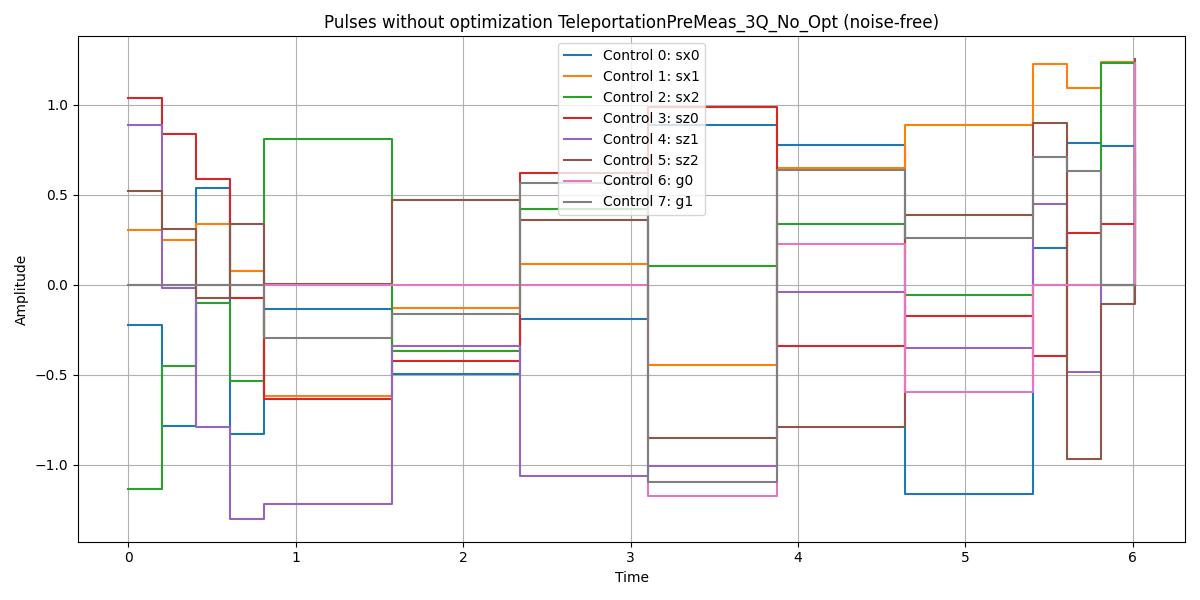 Pulses without optimization TeleportationPreMeas_3Q_No_Opt (noise-free)
Control 0: sx0
Control 1: sx1
Control 2: sx2
Control 3: sz0
Control 4: sz1
Control 5: sz2
Control 6: g0
Control 7: g1
Amplitude
1.0
0.5
0.0
−0.5
−1.0
0 1 2 3 4 5 6
Time